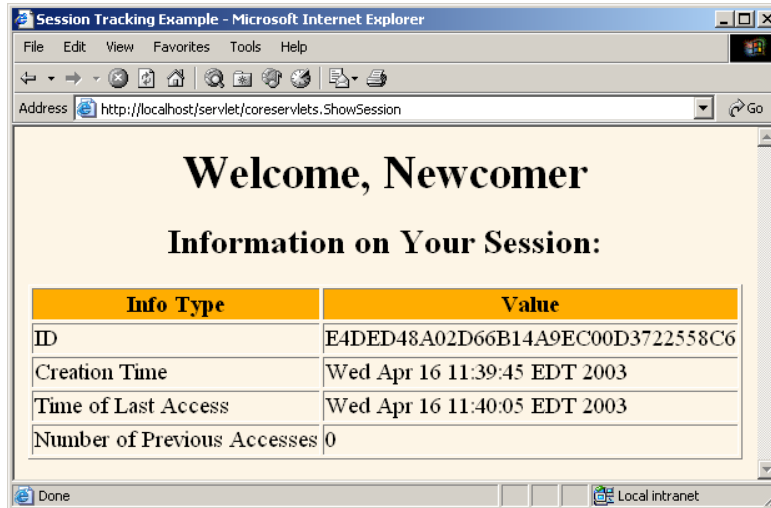 Session Tracking Example - Microsoft Internet Explorer
File Edit View Favorites Tools Help
Address http://localhost/servlet/coreservlets.ShowSession Go
Welcome, Newcomer
Information on Your Session:
Info Type Value
ID E4DED48A02D66B14A9EC00D3722558C6
Creation Time Wed Apr 16 11:39:45 EDT 2003
Time of Last Access Wed Apr 16 11:40:05 EDT 2003
Number of Previous Accesses 0
Done Local intranet